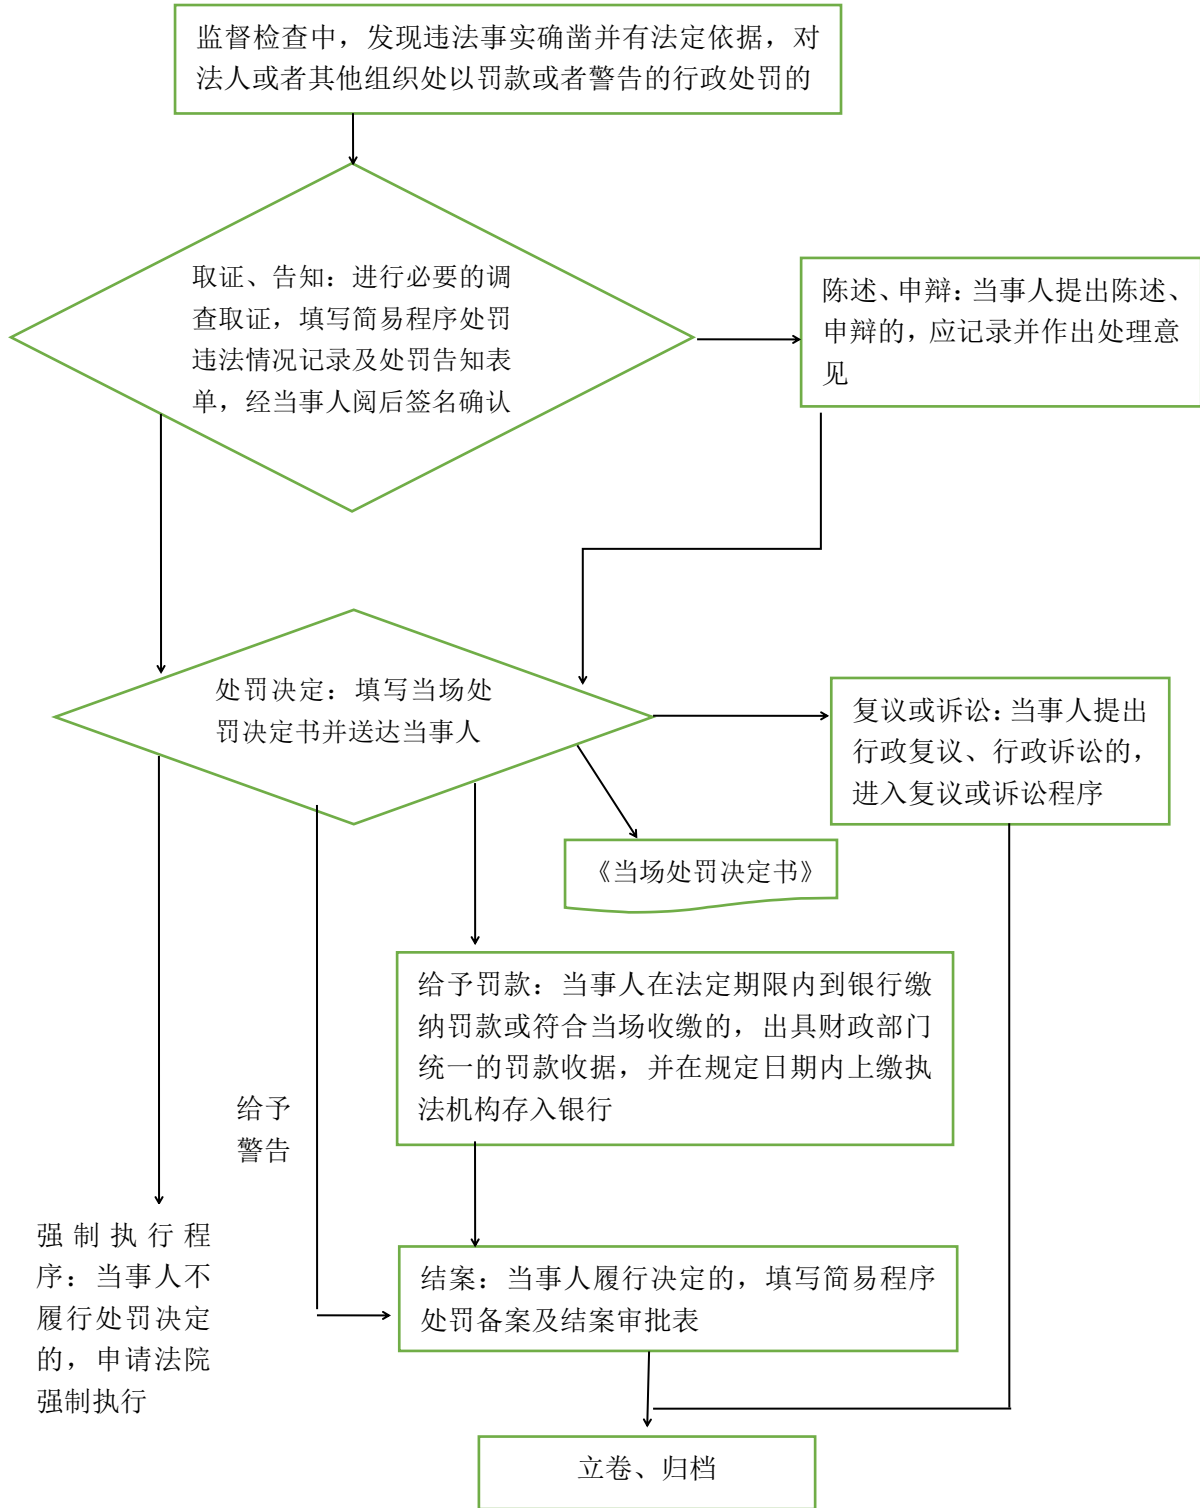 监督检查中，发现违法事实确凿并有法定依据，对
法人或者其他组织处以罚款或者警告的行政处罚的
取证、告知：进行必要的调
查取证，填写简易程序处罚
违法情况记录及处罚告知表
单，经当事人阅后签名确认
陈述、申辩：当事人提出陈述、
申辩的，应记录并作出处理意
见
处罚决定：填写当场处
罚决定书并送达当事人
复议或诉讼：当事人提出
行政复议、行政诉讼的，
进入复议或诉讼程序
《当场处罚决定书》
给予罚款：当事人在法定期限内到银行缴
纳罚款或符合当场收缴的，出具财政部门
统一的罚款收据，并在规定日期内上缴执
法机构存入银行
给予
警告
强制执行程
序：当事人不
履行处罚决定
的，申请法院
强制执行
结案：当事人履行决定的，填写简易程序
处罚备案及结案审批表
立卷、归档